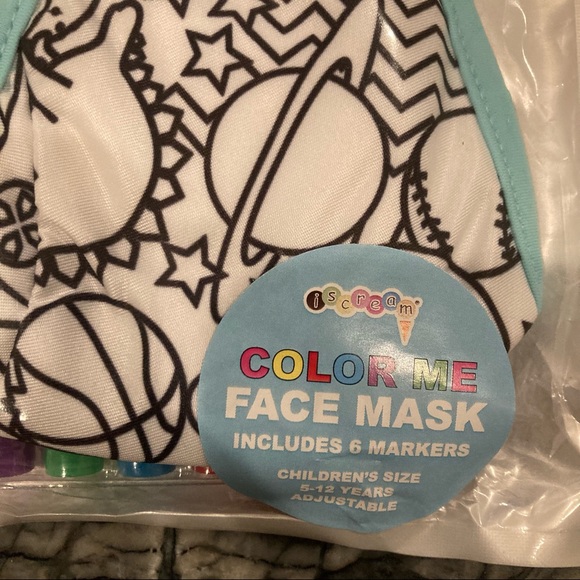 iscream
COLOR ME
FACE MASK
INCLUDES 6 MARKERS
CHILDREN'S SIZE
5-12 YEARS
ADJUSTABLE